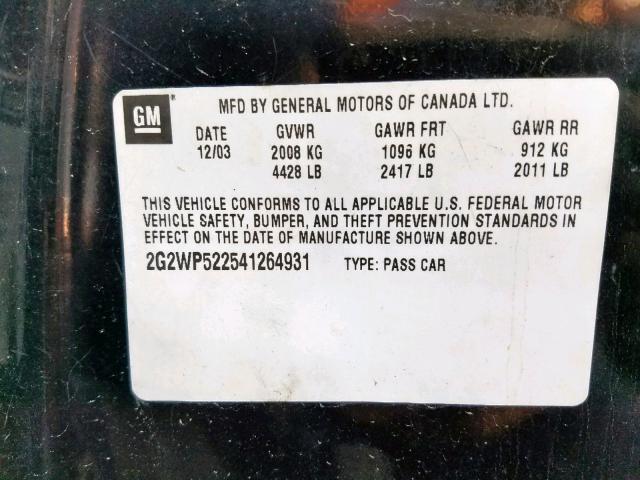 GM
MFD BY GENERAL MOTORS OF CANADA LTD.
DATE GVWR GAWR FRT GAWR RR
12/03 2008 KG 1096 KG 912 KG
4428 LB 2417 LB 2011 LB
THIS VEHICLE CONFORMS TO ALL APPLICABLE U.S. FEDERAL MOTOR
VEHICLE SAFETY, BUMPER, AND THEFT PREVENTION STANDARDS IN
EFFECT ON THE DATE OF MANUFACTURE SHOWN ABOVE.
2G2WP522541264931 TYPE: PASS CAR